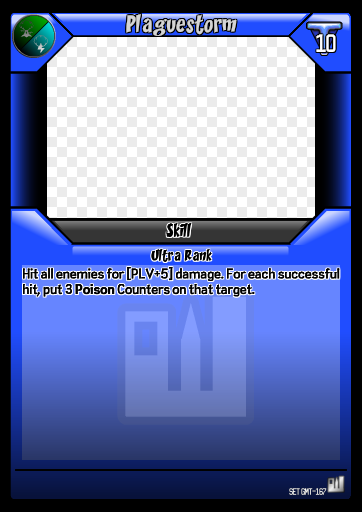 Plaguestorm
10
Skill
Ultra Rank
Hit all enemies for [PLV+5] damage. For each successful
hit, put 3 Poison Counters on that target.
SET GMT-167